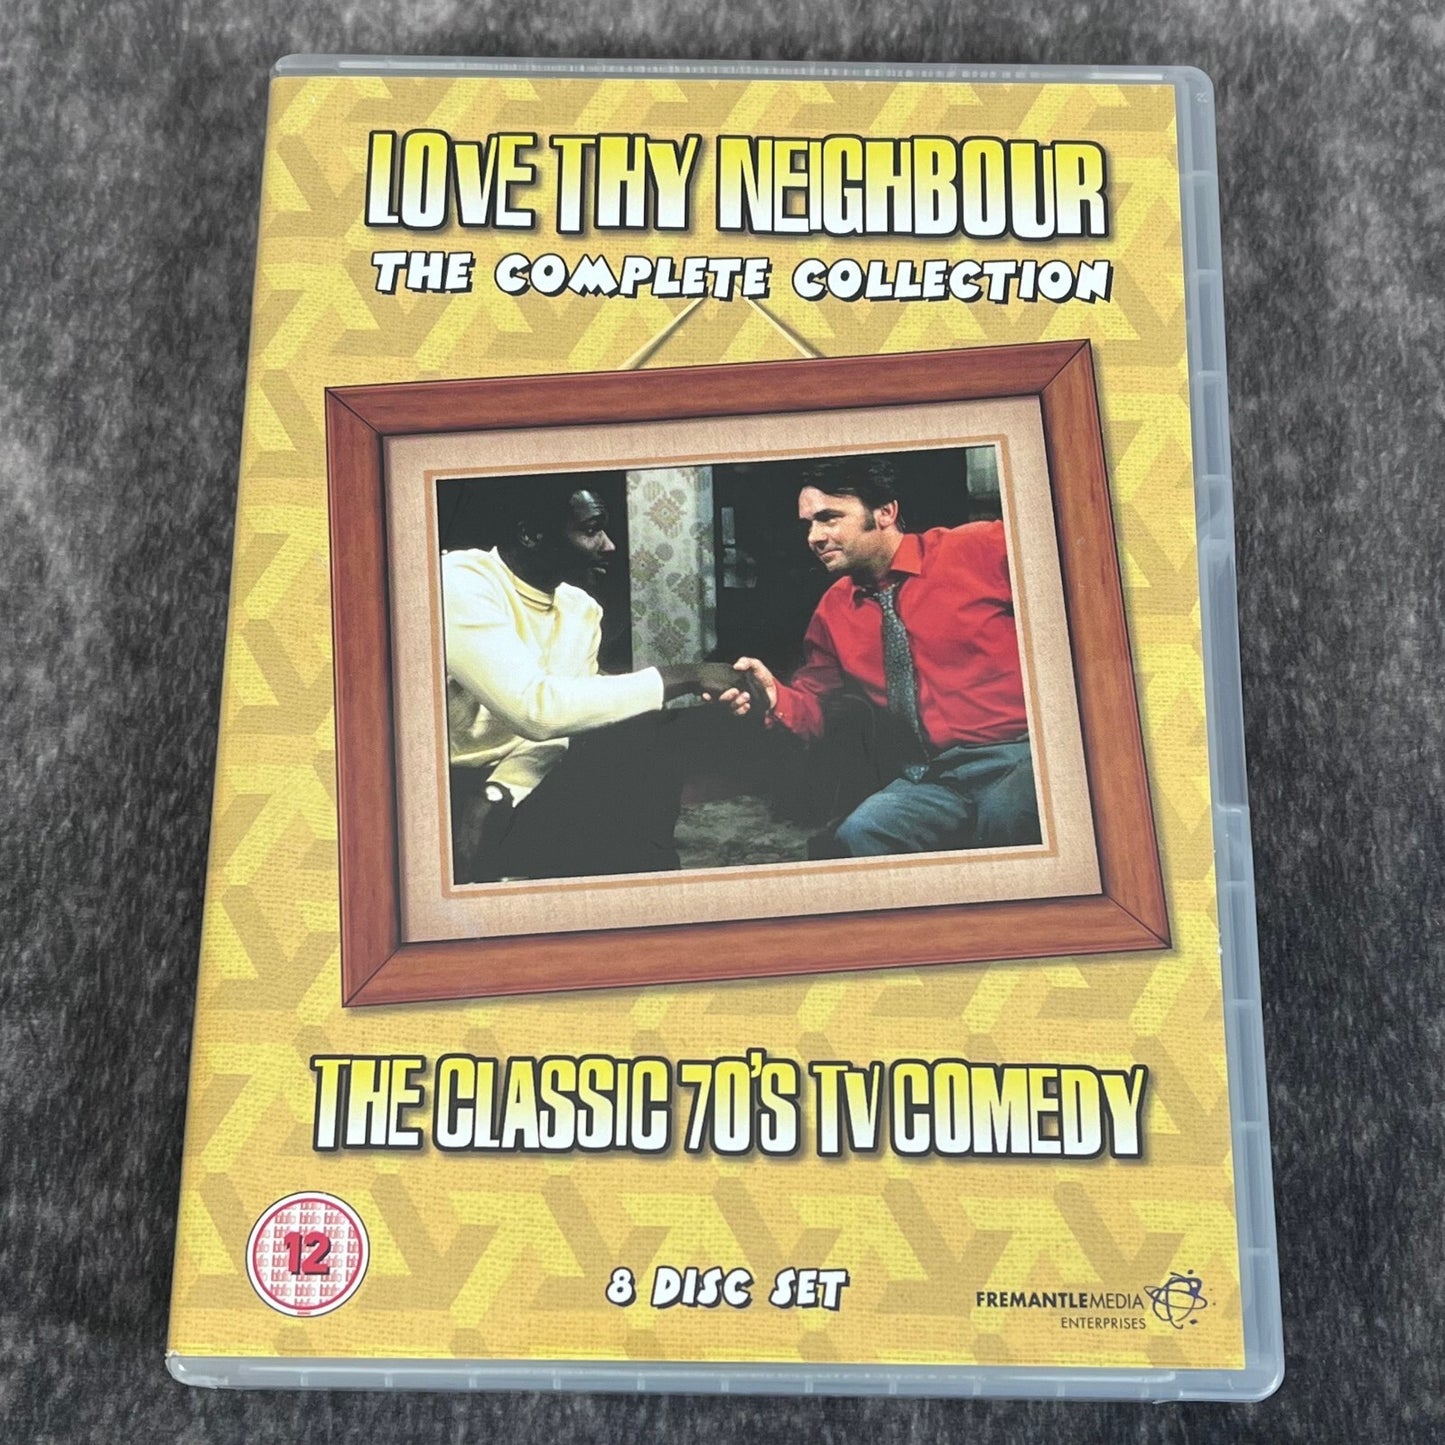 LOVE THY NEIGHBOUR
THE COMPLETE COLLECTION
THE CLASSIC 70'S TV COMEDY
12
8 DISC SET
FREMANTLEMEDIA
ENTERPRISES